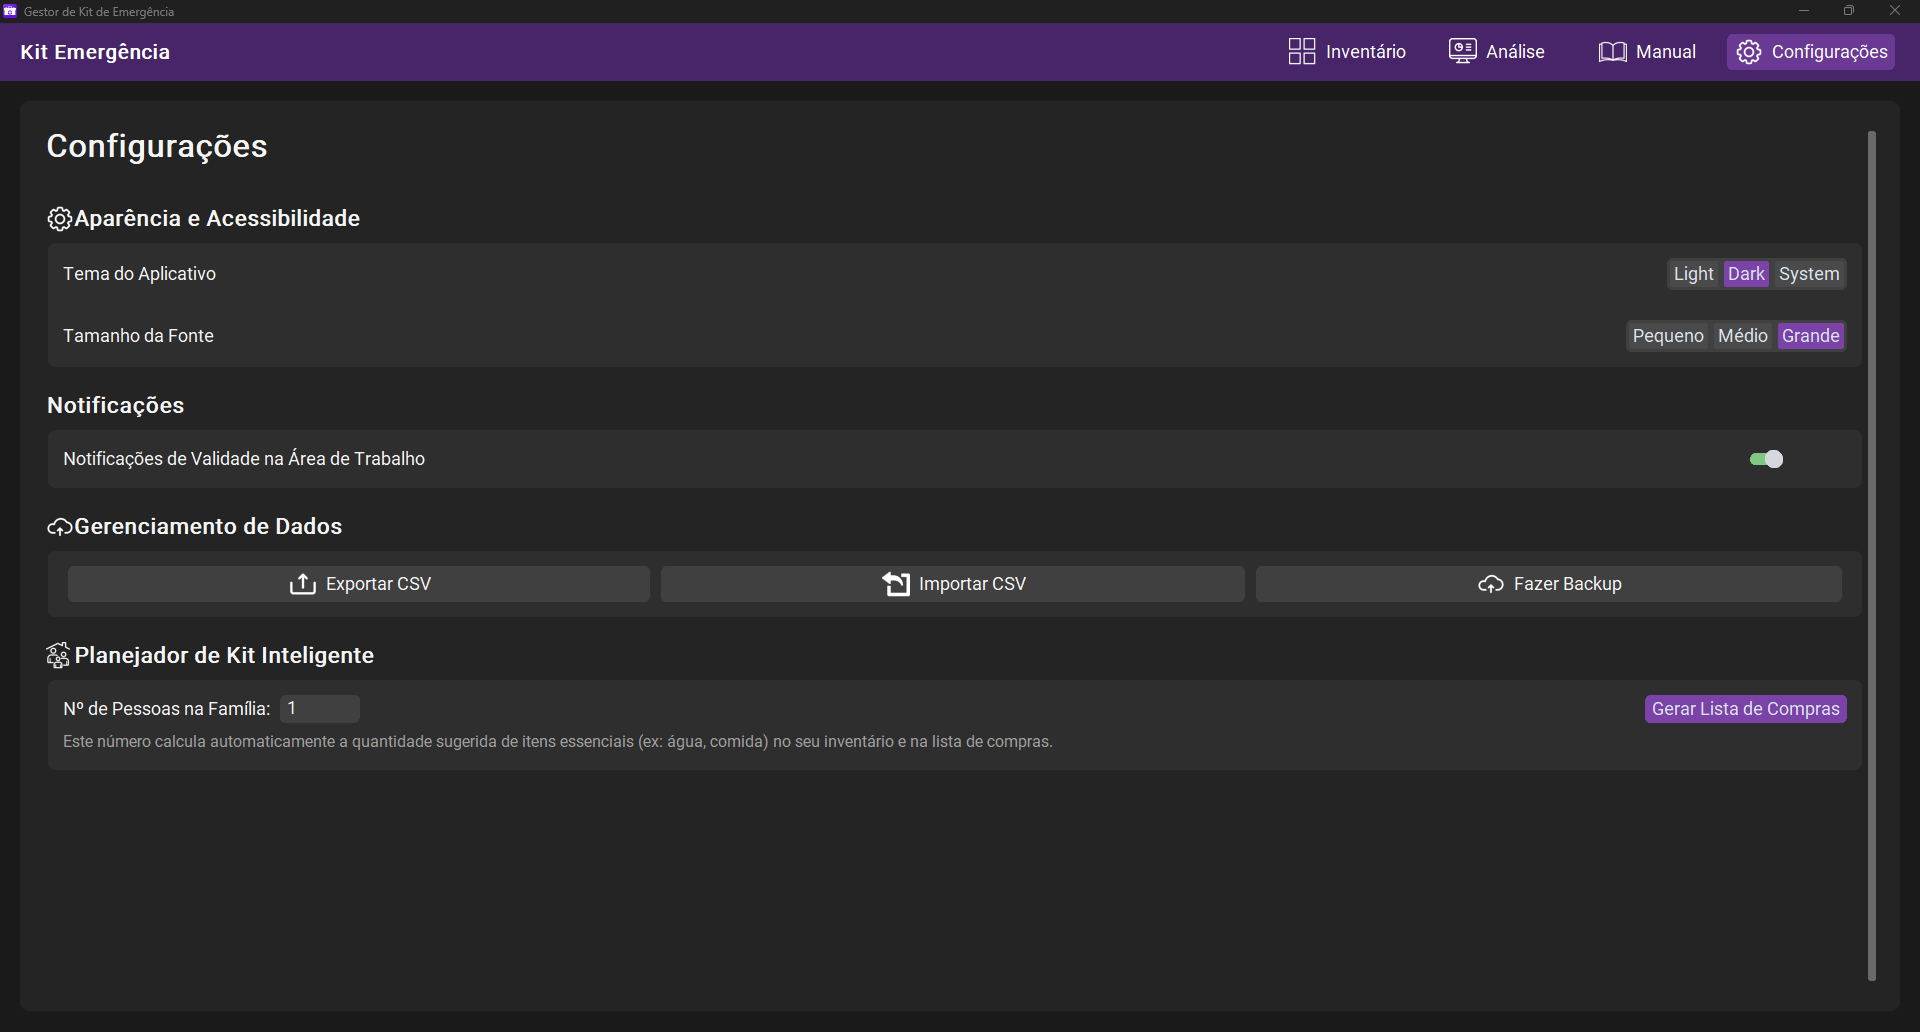 Gestor de Kit de Emergência
Kit Emergência
Inventário
Análise
Manual
Configurações
Configurações
Aparência e Acessibilidade
Tema do Aplicativo
Light Dark System
Tamanho da Fonte
Pequeno Médio Grande
Notificações
Notificações de Validade na Área de Trabalho
Gerenciamento de Dados
Exportar CSV
Importar CSV
Fazer Backup
Planejador de Kit Inteligente
Nº de Pessoas na Família: 1
Gerar Lista de Compras
Este número calcula automaticamente a quantidade sugerida de itens essenciais (ex: água, comida) no seu inventário e na lista de compras.